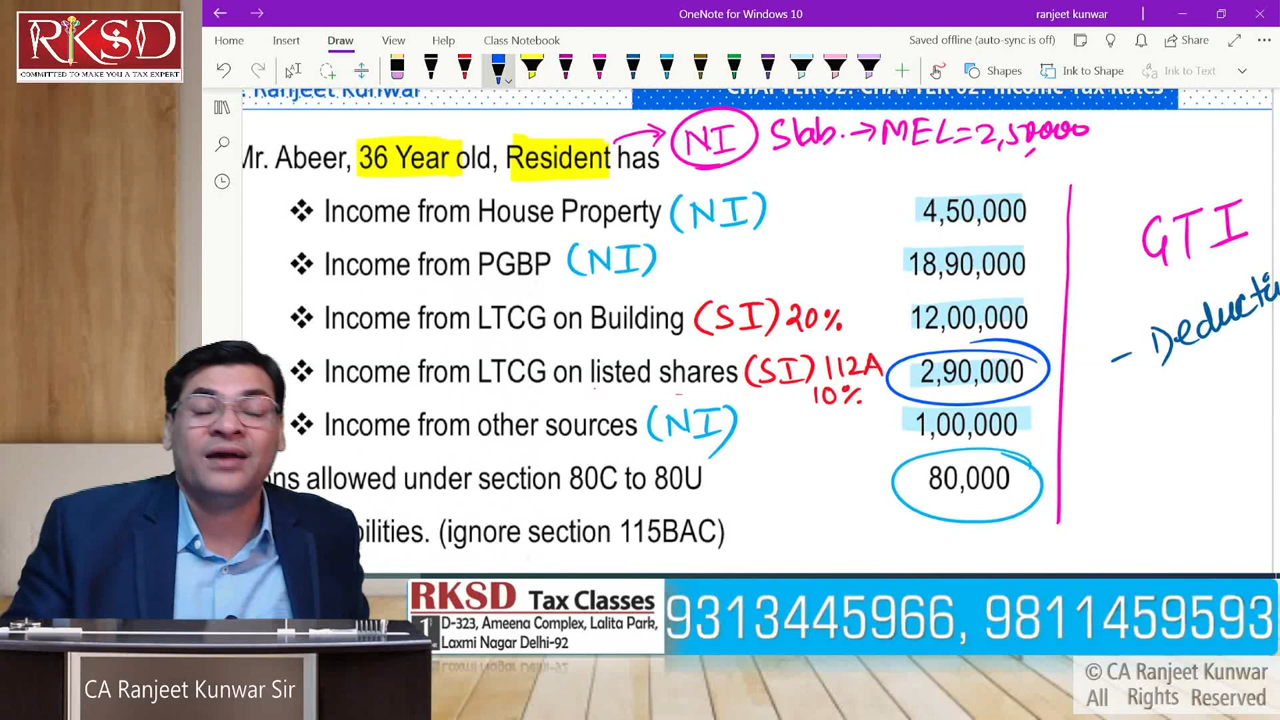 RKSD
COMMITTED TO MAKE YOU A TAX EXPERT
OneNote for Windows 10
ranjeet kunwar
Home Insert Draw View Help Class Notebook
Saved offline (auto-sync is off) Share
Shapes Ink to Shape Ink to Text
Ranjeet Kunwar
CHAPTER 02: CHAPTER 02: Income Tax Rates
Mr. Abeer, 36 Year old, Resident has NI Slab. → MEL = 2,50,000
❖ Income from House Property (NI) 4,50,000
GTI
❖ Income from PGBP (NI) 18,90,000
❖ Income from LTCG on Building (SI) 20% 12,00,000
- Deducti
❖ Income from LTCG on listed shares (SI) 112A 10% 2,90,000
❖ Income from other sources (NI) 1,00,000
ons allowed under section 80C to 80U 80,000
bilities. (ignore section 115BAC)
RKSD Tax Classes
D-323, Ameena Complex, Lalita Park,
Laxmi Nagar Delhi-92
9313445966, 9811459593
CA Ranjeet Kunwar Sir
© CA Ranjeet Kunwar
All Rights Reserved